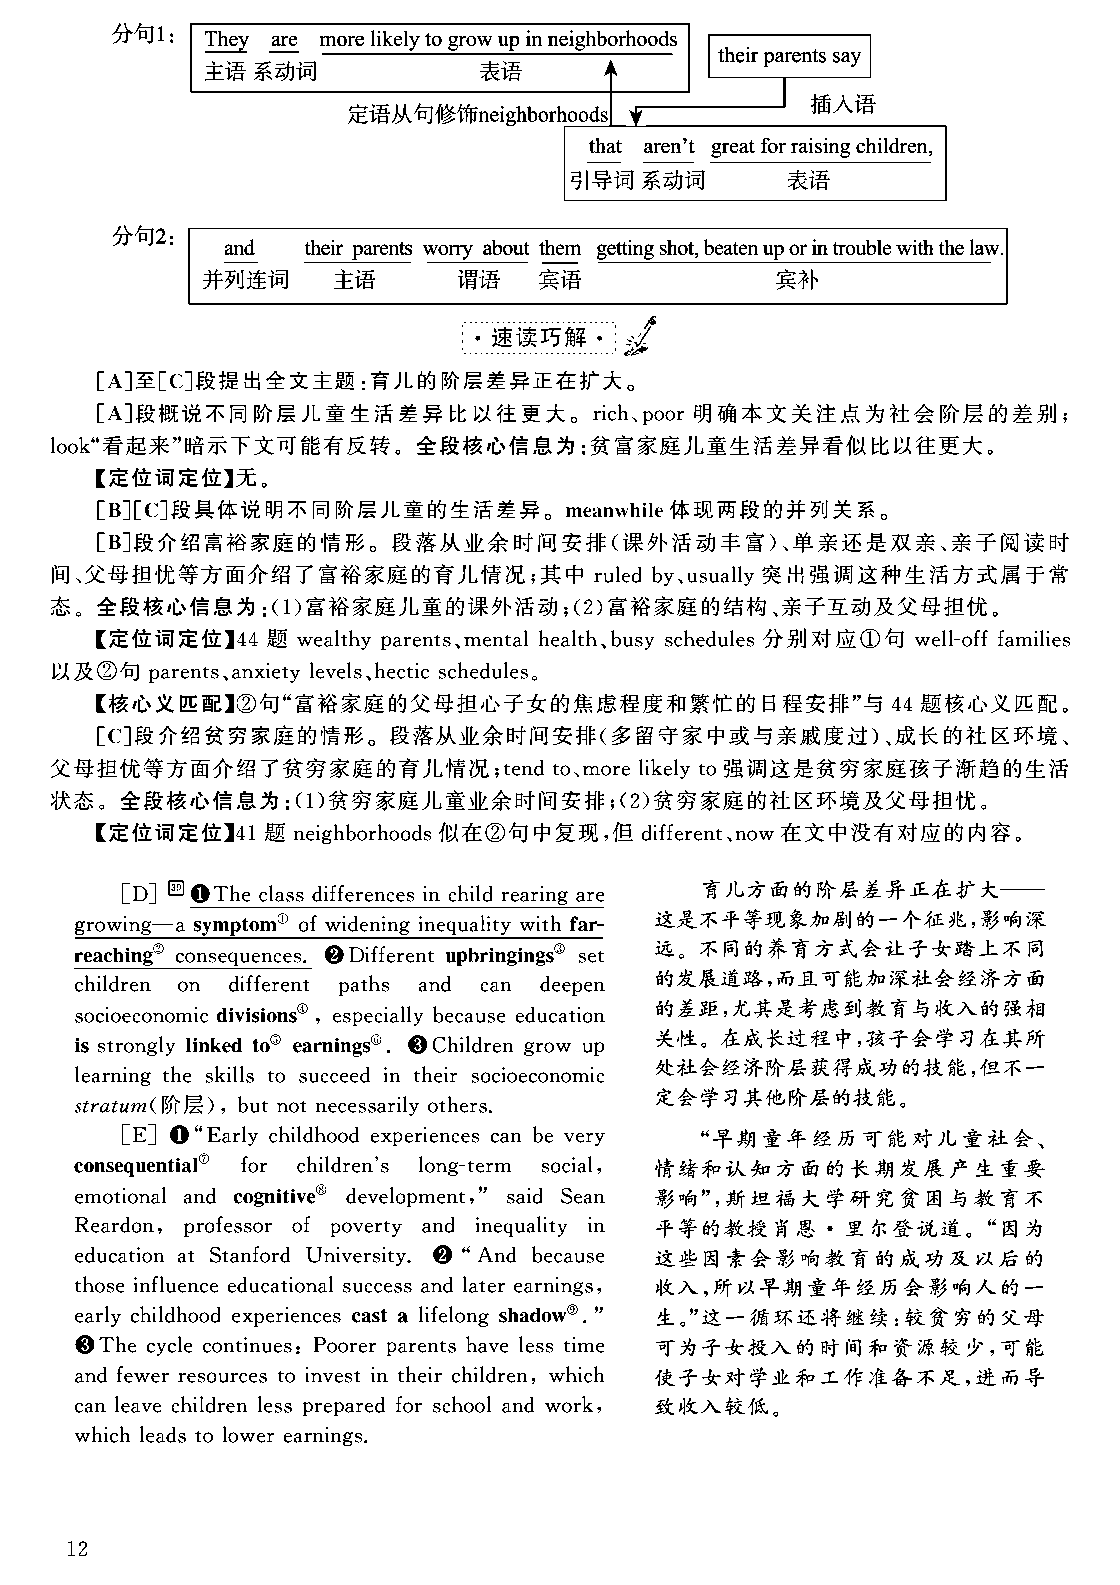 分句1：
They are more likely to grow up in neighborhoods
主语 系动词 表语
their parents say
插入语
定语从句修饰neighborhoods
that aren't great for raising children,
引导词 系动词 表语
分句2：
and their parents worry about them getting shot, beaten up or in trouble with the law.
并列连词 主语 谓语 宾语 宾补
·速读巧解·
[A]至[C]段提出全文主题：育儿的阶层差异正在扩大。
[A]段概说不同阶层儿童生活差异比以往更大。rich、poor 明确本文关注点为社会阶层的差别；
look“看起来”暗示下文可能有反转。全段核心信息为：贫富家庭儿童生活差异看似比以往更大。
【定位词定位】无。
[B][C]段具体说明不同阶层儿童的生活差异。meanwhile 体现两段的并列关系。
[B]段介绍富裕家庭的情形。段落从业余时间安排(课外活动丰富)、单亲还是双亲、亲子阅读时
间、父母担忧等方面介绍了富裕家庭的育儿情况；其中 ruled by、usually 突出强调这种生活方式属于常
态。全段核心信息为：(1)富裕家庭儿童的课外活动；(2)富裕家庭的结构、亲子互动及父母担忧。
【定位词定位】44 题 wealthy parents、mental health、busy schedules 分别对应①句 well-off families
以及②句 parents、anxiety levels、hectic schedules。
【核心义匹配】②句“富裕家庭的父母担心子女的焦虑程度和繁忙的日程安排”与 44 题核心义匹配。
[C]段介绍贫穷家庭的情形。段落从业余时间安排(多留守家中或与亲戚度过)、成长的社区环境、
父母担忧等方面介绍了贫穷家庭的育儿情况；tend to、more likely to 强调这是贫穷家庭孩子渐趋的生活
状态。全段核心信息为：(1)贫穷家庭儿童业余时间安排；(2)贫穷家庭的社区环境及父母担忧。
【定位词定位】41 题 neighborhoods 似在②句中复现，但 different、now 在文中没有对应的内容。
[D] 3D ❶The class differences in child rearing are
growing—a symptom① of widening inequality with far-
reaching② consequences. ❷Different upbringings③ set
children on different paths and can deepen
socioeconomic divisions④, especially because education
is strongly linked to⑤ earnings⑥. ❸Children grow up
learning the skills to succeed in their socioeconomic
stratum(阶层), but not necessarily others.
[E] ❶“Early childhood experiences can be very
consequential⑦ for children's long-term social,
emotional and cognitive⑧ development,” said Sean
Reardon, professor of poverty and inequality in
education at Stanford University. ❷“And because
those influence educational success and later earnings,
early childhood experiences cast a lifelong shadow⑨.”
❸The cycle continues: Poorer parents have less time
and fewer resources to invest in their children, which
can leave children less prepared for school and work,
which leads to lower earnings.
育儿方面的阶层差异正在扩大——
这是不平等现象加剧的一个征兆，影响深
远。不同的养育方式会让子女踏上不同
的发展道路，而且可能加深社会经济方面
的差距，尤其是考虑到教育与收入的强相
关性。在成长过程中，孩子会学习在其所
处社会经济阶层获得成功的技能，但不一
定会学习其他阶层的技能。
“早期童年经历可能对儿童社会、
情绪和认知方面的长期发展产生重要
影响”，斯坦福大学研究贫困与教育不
平等的教授肖恩·里尔登说道。“因为
这些因素会影响教育的成功及以后的
收入，所以早期童年经历会影响人的一
生。”这一循环还将继续：较贫穷的父母
可为子女投入的时间和资源较少，可能
使子女对学业和工作准备不足，进而导
致收入较低。
12